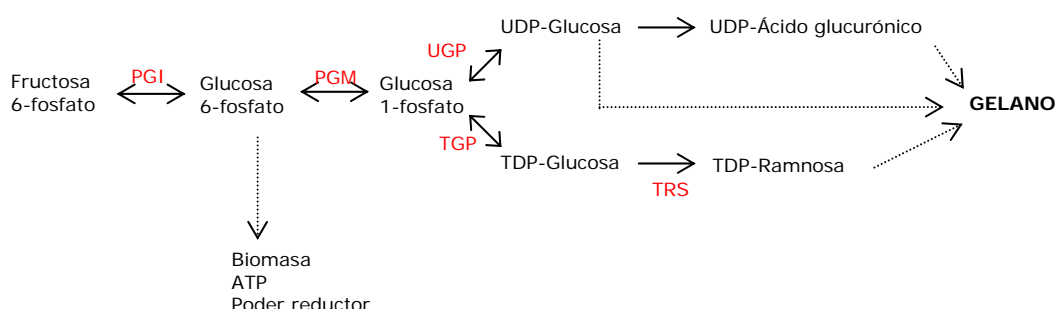 UDP-Glucosa
UDP-Ácido glucurónico
UGP
Fructosa
6-fosfato
PGI
Glucosa
6-fosfato
PGM
Glucosa
1-fosfato
GELANO
TGP
TDP-Glucosa
TRS
TDP-Ramnosa
Biomasa
ATP
Poder reductor